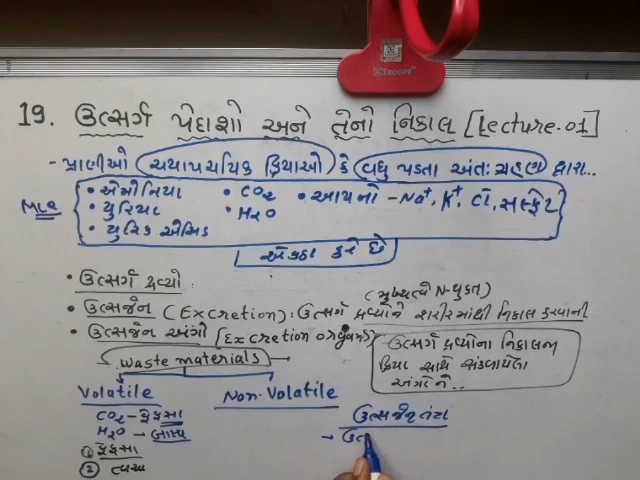 19. ઉત્સર્ગ પેદાશો અને તેનો નિકાલ [Lecture-01]
- પ્રાણીઓ ચયાપચયિક ક્રિયાઓ કે વધુ પડતા અંતઃગ્રહણ દ્વારા..
• એમોનિયા • CO2 • આયનો - Na+, K+, Cl-, સલ્ફેટ
MCQ • યુરિયા • H2O
• યુરિક એસિડ
એકઠા કરે છે
• ઉત્સર્ગ દ્રવ્યો (મુખ્યત્વે N-યુક્ત)
• ઉત્સર્જન (Excretion): ઉત્સર્ગ દ્રવ્યોને શરીરમાંથી નિકાલ કરવાની
• ઉત્સર્જન અંગો (Excretion organs)
ઉત્સર્ગ દ્રવ્યોના નિકાલની
ક્રિયા સાથે સંકળાયેલા
અંગોને..
Waste materials
Volatile Non-Volatile
CO2 - ફેફસા ઉત્સર્જન તંત્ર
H2O → બાષ્પ → ઉત
① ફેફસા
② ત્વચા